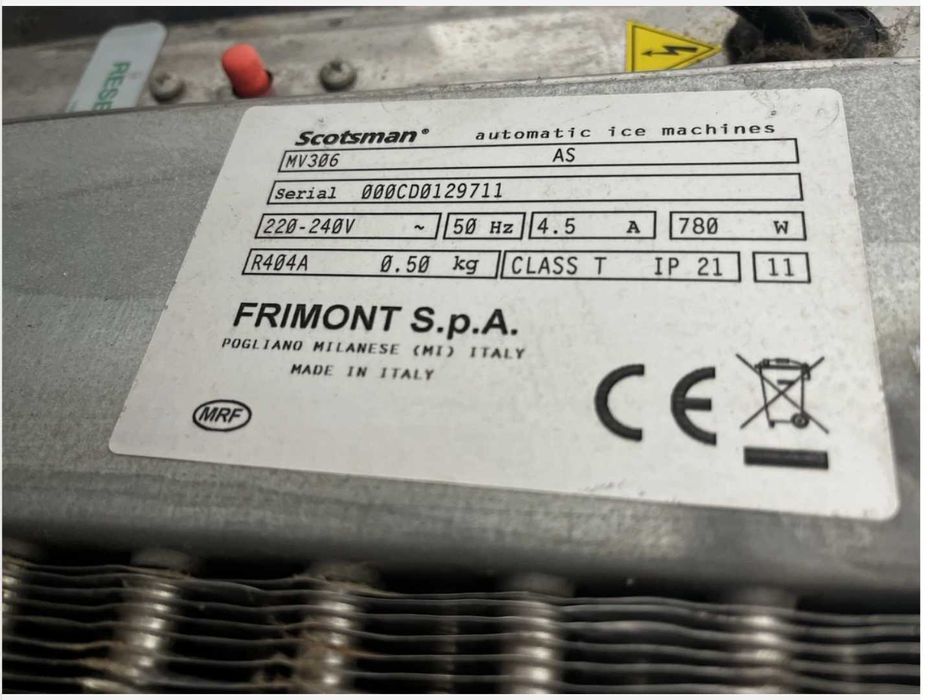 RESE
Scotsman® automatic ice machines
MV306 AS
Serial 000CD0129711
220-240V ~ 50 Hz 4.5 A 780 W
R404A 0.50 kg CLASS T IP 21 11
FRIMONT S.p.A.
POGLIANO MILANESE (MI) ITALY
MADE IN ITALY
MRF
CE